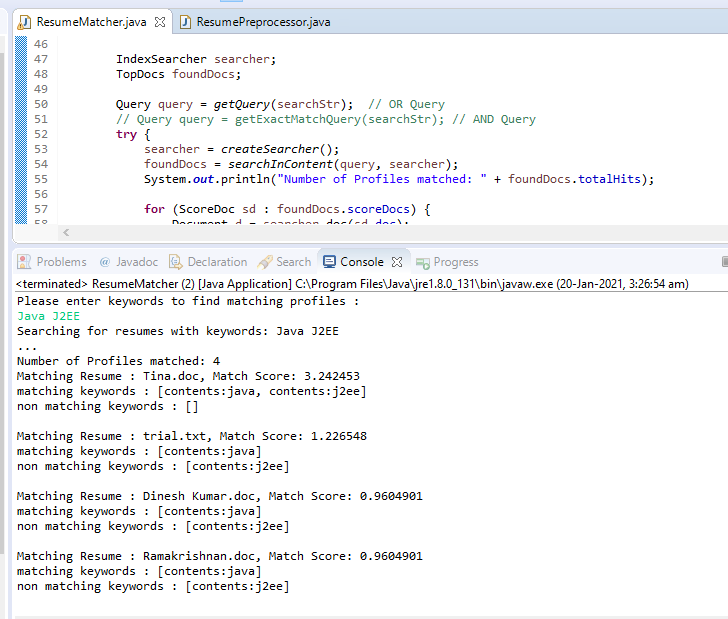 ResumeMatcher.java ResumePreprocessor.java
46
47 IndexSearcher searcher;
48 TopDocs foundDocs;
49
50 Query query = getQuery(searchStr); // OR Query
51 // Query query = getExactMatchQuery(searchStr); // AND Query
52 try {
53 searcher = createSearcher();
54 foundDocs = searchInContent(query, searcher);
55 System.out.println("Number of Profiles matched: " + foundDocs.totalHits);
56
57 for (ScoreDoc sd : foundDocs.scoreDocs) {
58 Document d = searcher.doc(sd.doc);
Problems @ Javadoc Declaration Search Console Progress
<terminated> ResumeMatcher (2) [Java Application] C:\Program Files\Java\jre1.8.0_131\bin\javaw.exe (20-Jan-2021, 3:26:54 am)
Please enter keywords to find matching profiles :
Java J2EE
Searching for resumes with keywords: Java J2EE
...
Number of Profiles matched: 4
Matching Resume : Tina.doc, Match Score: 3.242453
matching keywords : [contents:java, contents:j2ee]
non matching keywords : []
Matching Resume : trial.txt, Match Score: 1.226548
matching keywords : [contents:java]
non matching keywords : [contents:j2ee]
Matching Resume : Dinesh Kumar.doc, Match Score: 0.9604901
matching keywords : [contents:java]
non matching keywords : [contents:j2ee]
Matching Resume : Ramakrishnan.doc, Match Score: 0.9604901
matching keywords : [contents:java]
non matching keywords : [contents:j2ee]